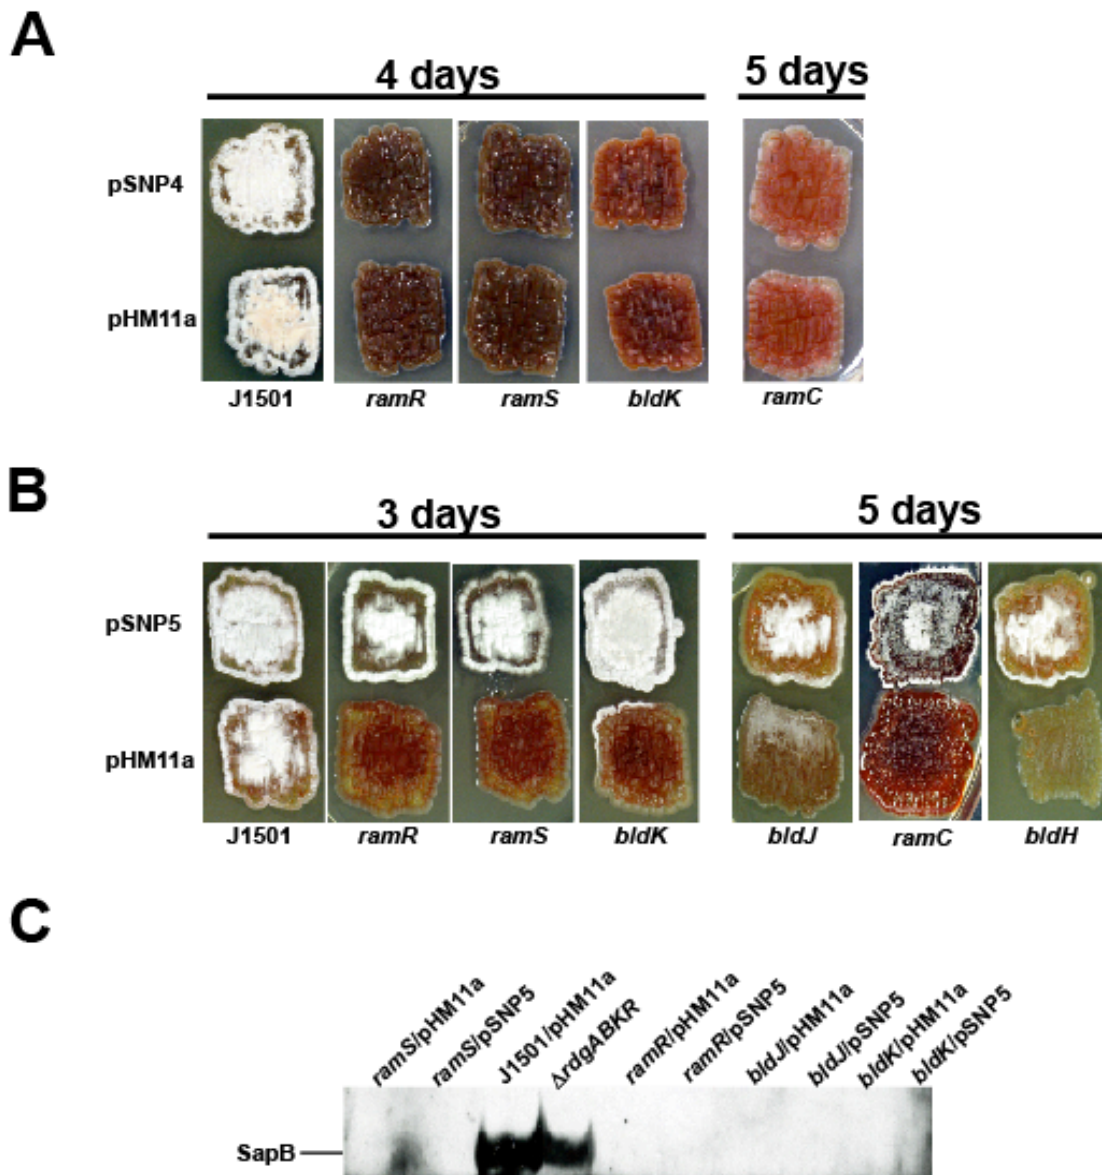 A
4 days 5 days
pSNP4
pHM11a
J1501 ramR ramS bldK ramC
B
3 days 5 days
pSNP5
pHM11a
J1501 ramR ramS bldK bldJ ramC bldH
C
ramS/pHM11a ramS/pSNP5 J1501/pHM11a ΔrdgABKR ramR/pHM11a ramR/pSNP5 bldJ/pHM11a bldJ/pSNP5 bldK/pHM11a bldK/pSNP5
SapB